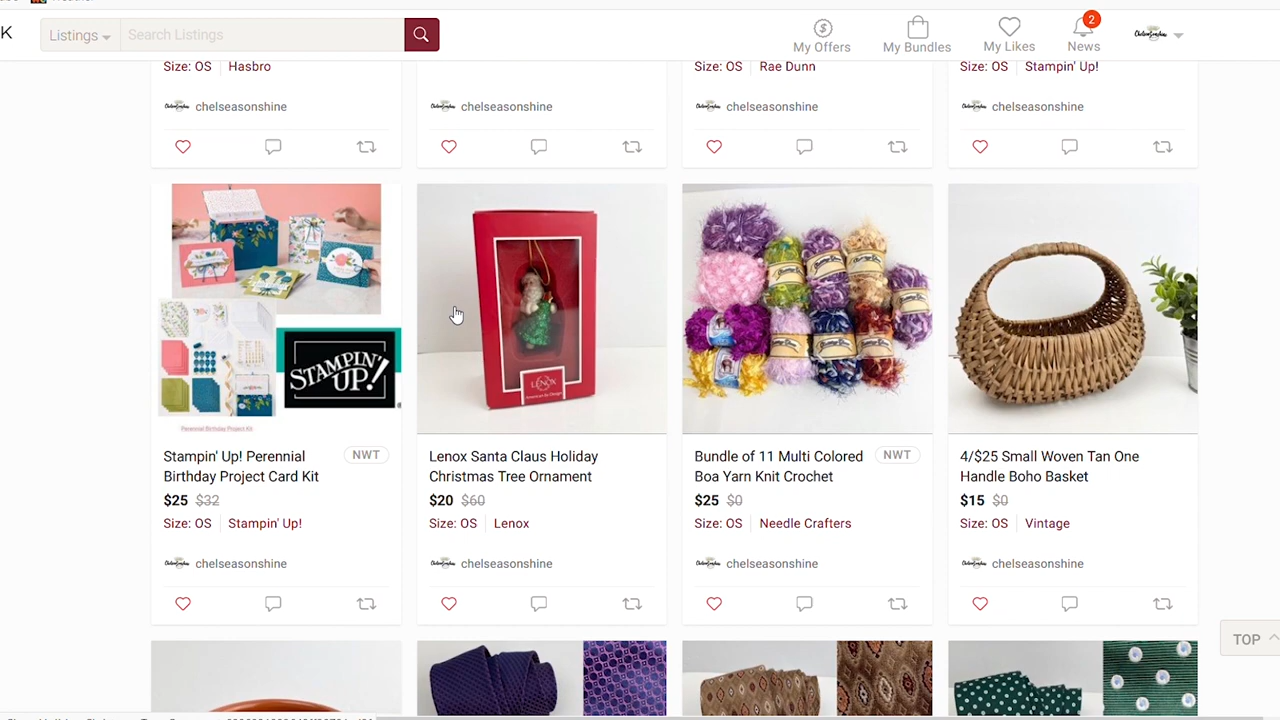 K
Listings
Search Listings
My Offers
My Bundles
My Likes
2
News
Size: OS
Hasbro
Size: OS
Rae Dunn
Size: OS
Stampin' Up!
chelseasonshine
chelseasonshine
chelseasonshine
chelseasonshine
STAMPIN'
UP!
Perennial Birthday Project Kit
LENOX
Stampin' Up! Perennial
Birthday Project Card Kit
NWT
$25 $32
Size: OS
Stampin' Up!
chelseasonshine
Lenox Santa Claus Holiday
Christmas Tree Ornament
$20 $60
Size: OS
Lenox
chelseasonshine
Bundle of 11 Multi Colored
Boa Yarn Knit Crochet
NWT
$25 $0
Size: OS
Needle Crafters
chelseasonshine
4/$25 Small Woven Tan One
Handle Boho Basket
$15 $0
Size: OS
Vintage
chelseasonshine
TOP